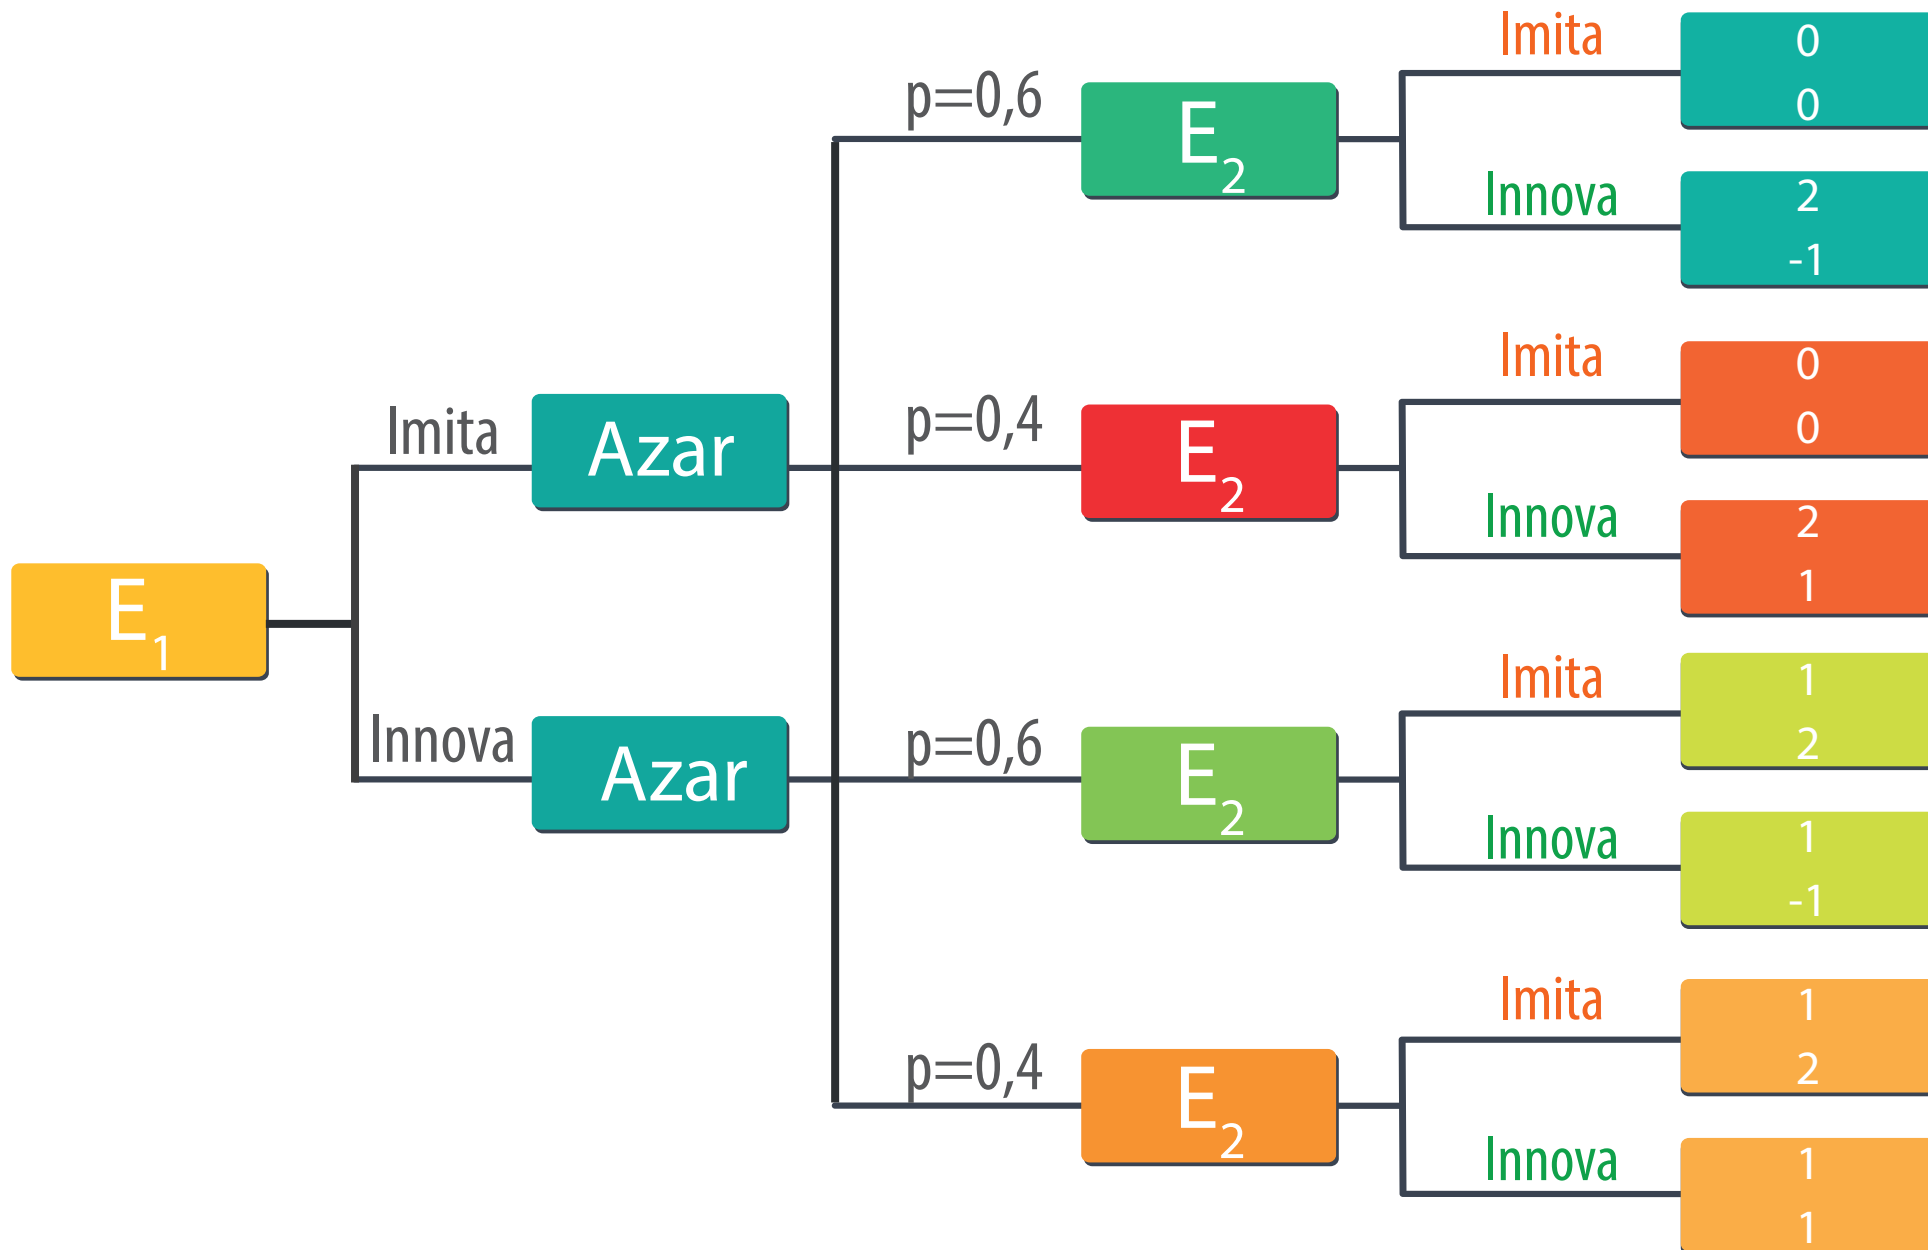 Imita
0
0
p=0,6
E2
Innova
2
-1
Imita
0
0
p=0,4
E2
Imita
Azar
Innova
2
1
E1
Imita
1
2
Innova
Azar
p=0,6
E2
Innova
1
-1
Imita
1
2
p=0,4
E2
Innova
1
1